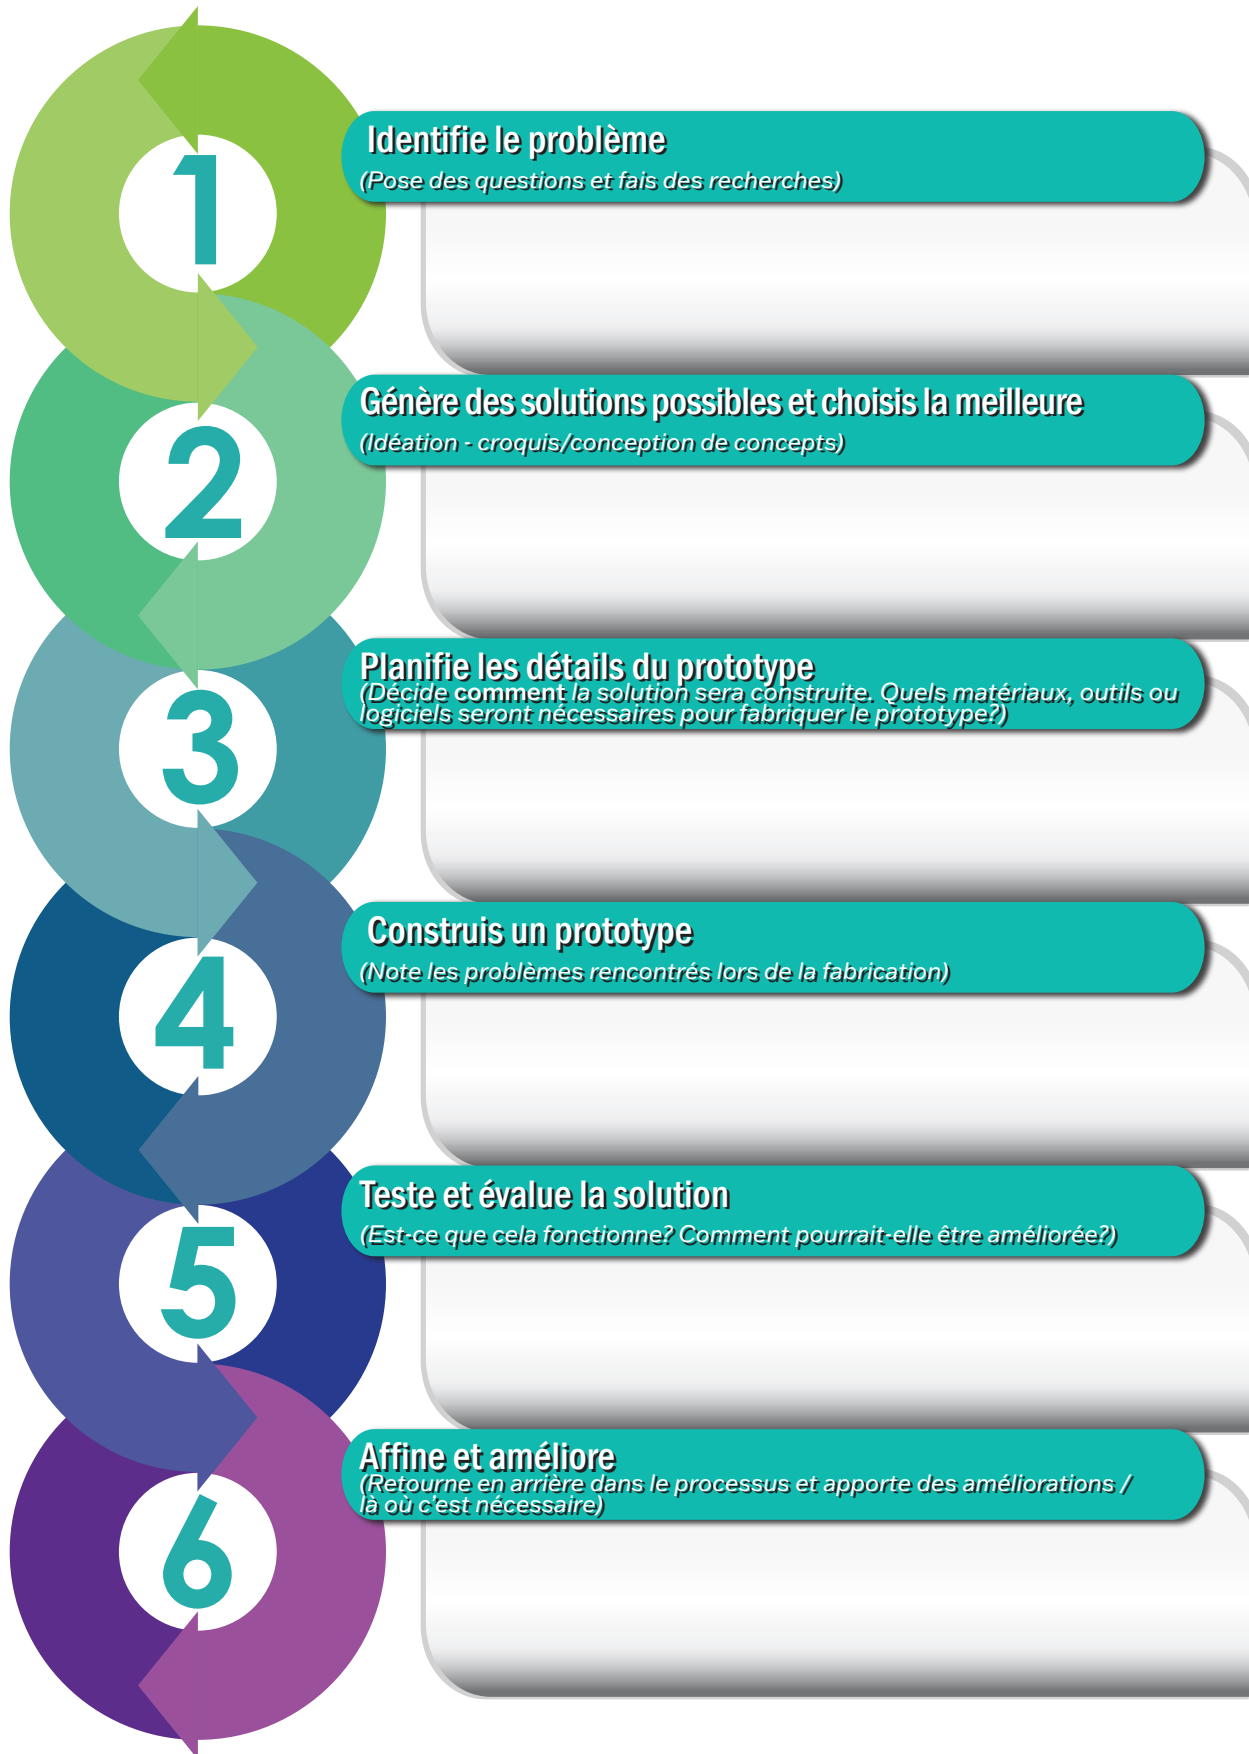 1
Identifie le problème
(Pose des questions et fais des recherches)
2
Génère des solutions possibles et choisis la meilleure
(Idéation - croquis/conception de concepts)
3
Planifie les détails du prototype
(Décide comment la solution sera construite. Quels matériaux, outils ou
logiciels seront nécessaires pour fabriquer le prototype?)
4
Construis un prototype
(Note les problèmes rencontrés lors de la fabrication)
5
Teste et évalue la solution
(Est-ce que cela fonctionne? Comment pourrait-elle être améliorée?)
6
Affine et améliore
(Retourne en arrière dans le processus et apporte des améliorations /
là où c'est nécessaire)